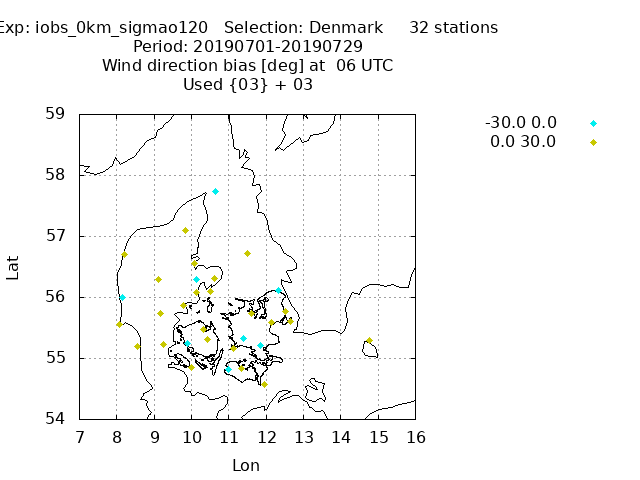 Exp: iobs_0km_sigmao120 Selection: Denmark 32 stations
Period: 20190701-20190729
Wind direction bias [deg] at 06 UTC
Used {03} + 03
-30.0 0.0
0.0 30.0
59
58
57
56
55
54
Lat
7 8 9 10 11 12 13 14 15 16
Lon